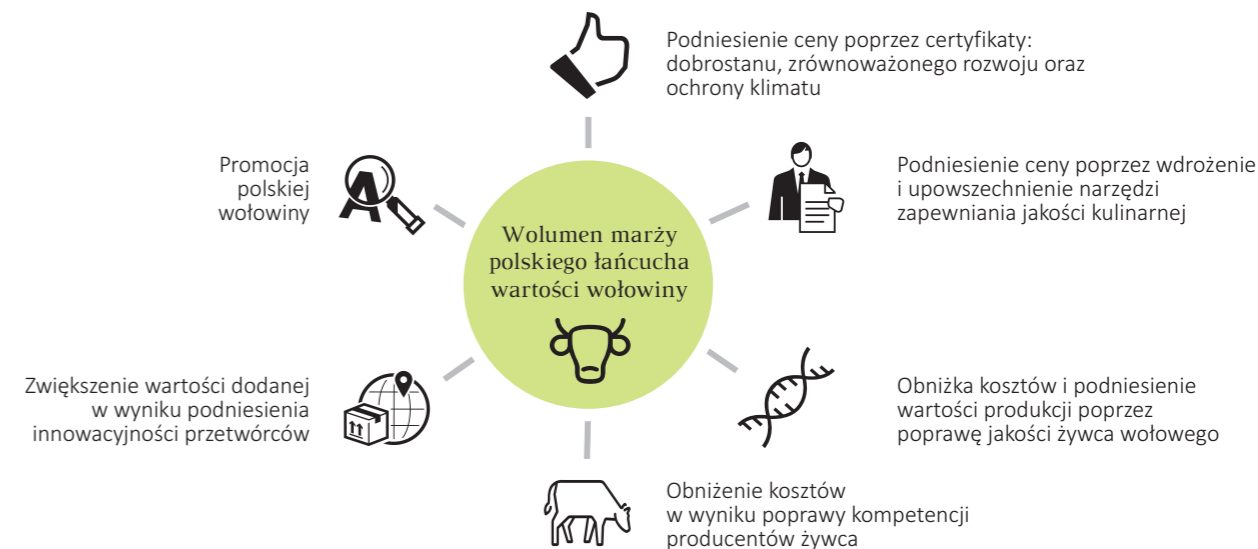 Podniesienie ceny poprzez certyfikaty:
dobrostanu, zrównoważonego rozwoju oraz
ochrony klimatu
Promocja
polskiej
wołowiny
A
Podniesienie ceny poprzez wdrożenie
i upowszechnienie narzędzi
zapewniania jakości kulinarnej
Wolumen marży
polskiego łańcucha
wartości wołowiny
Zwiększenie wartości dodanej
w wyniku podniesienia
innowacyjności przetwórców
Obniżka kosztów i podniesienie
wartości produkcji poprzez
poprawę jakości żywca wołowego
Obniżenie kosztów
w wyniku poprawy kompetencji
producentów żywca